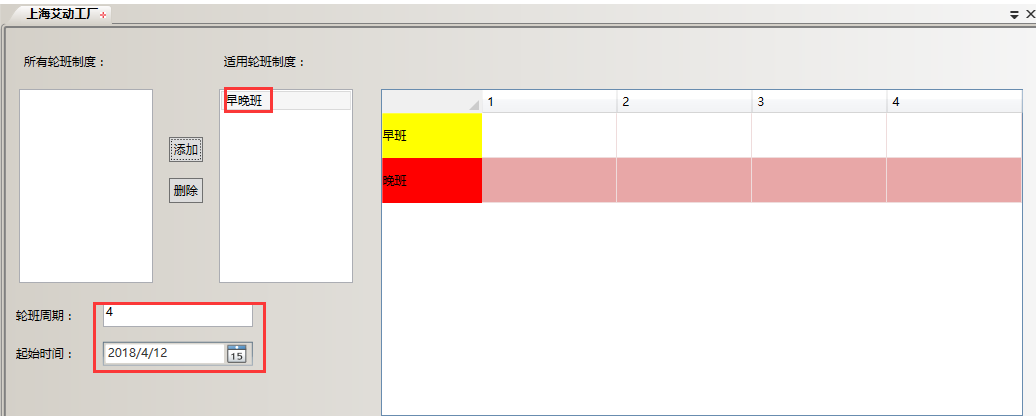 上海艾动工厂
所有轮班制度：
适用轮班制度：
早晚班
添加
删除
1 2 3 4
早班
晚班
轮班周期：
4
起始时间：
2018/4/12
15